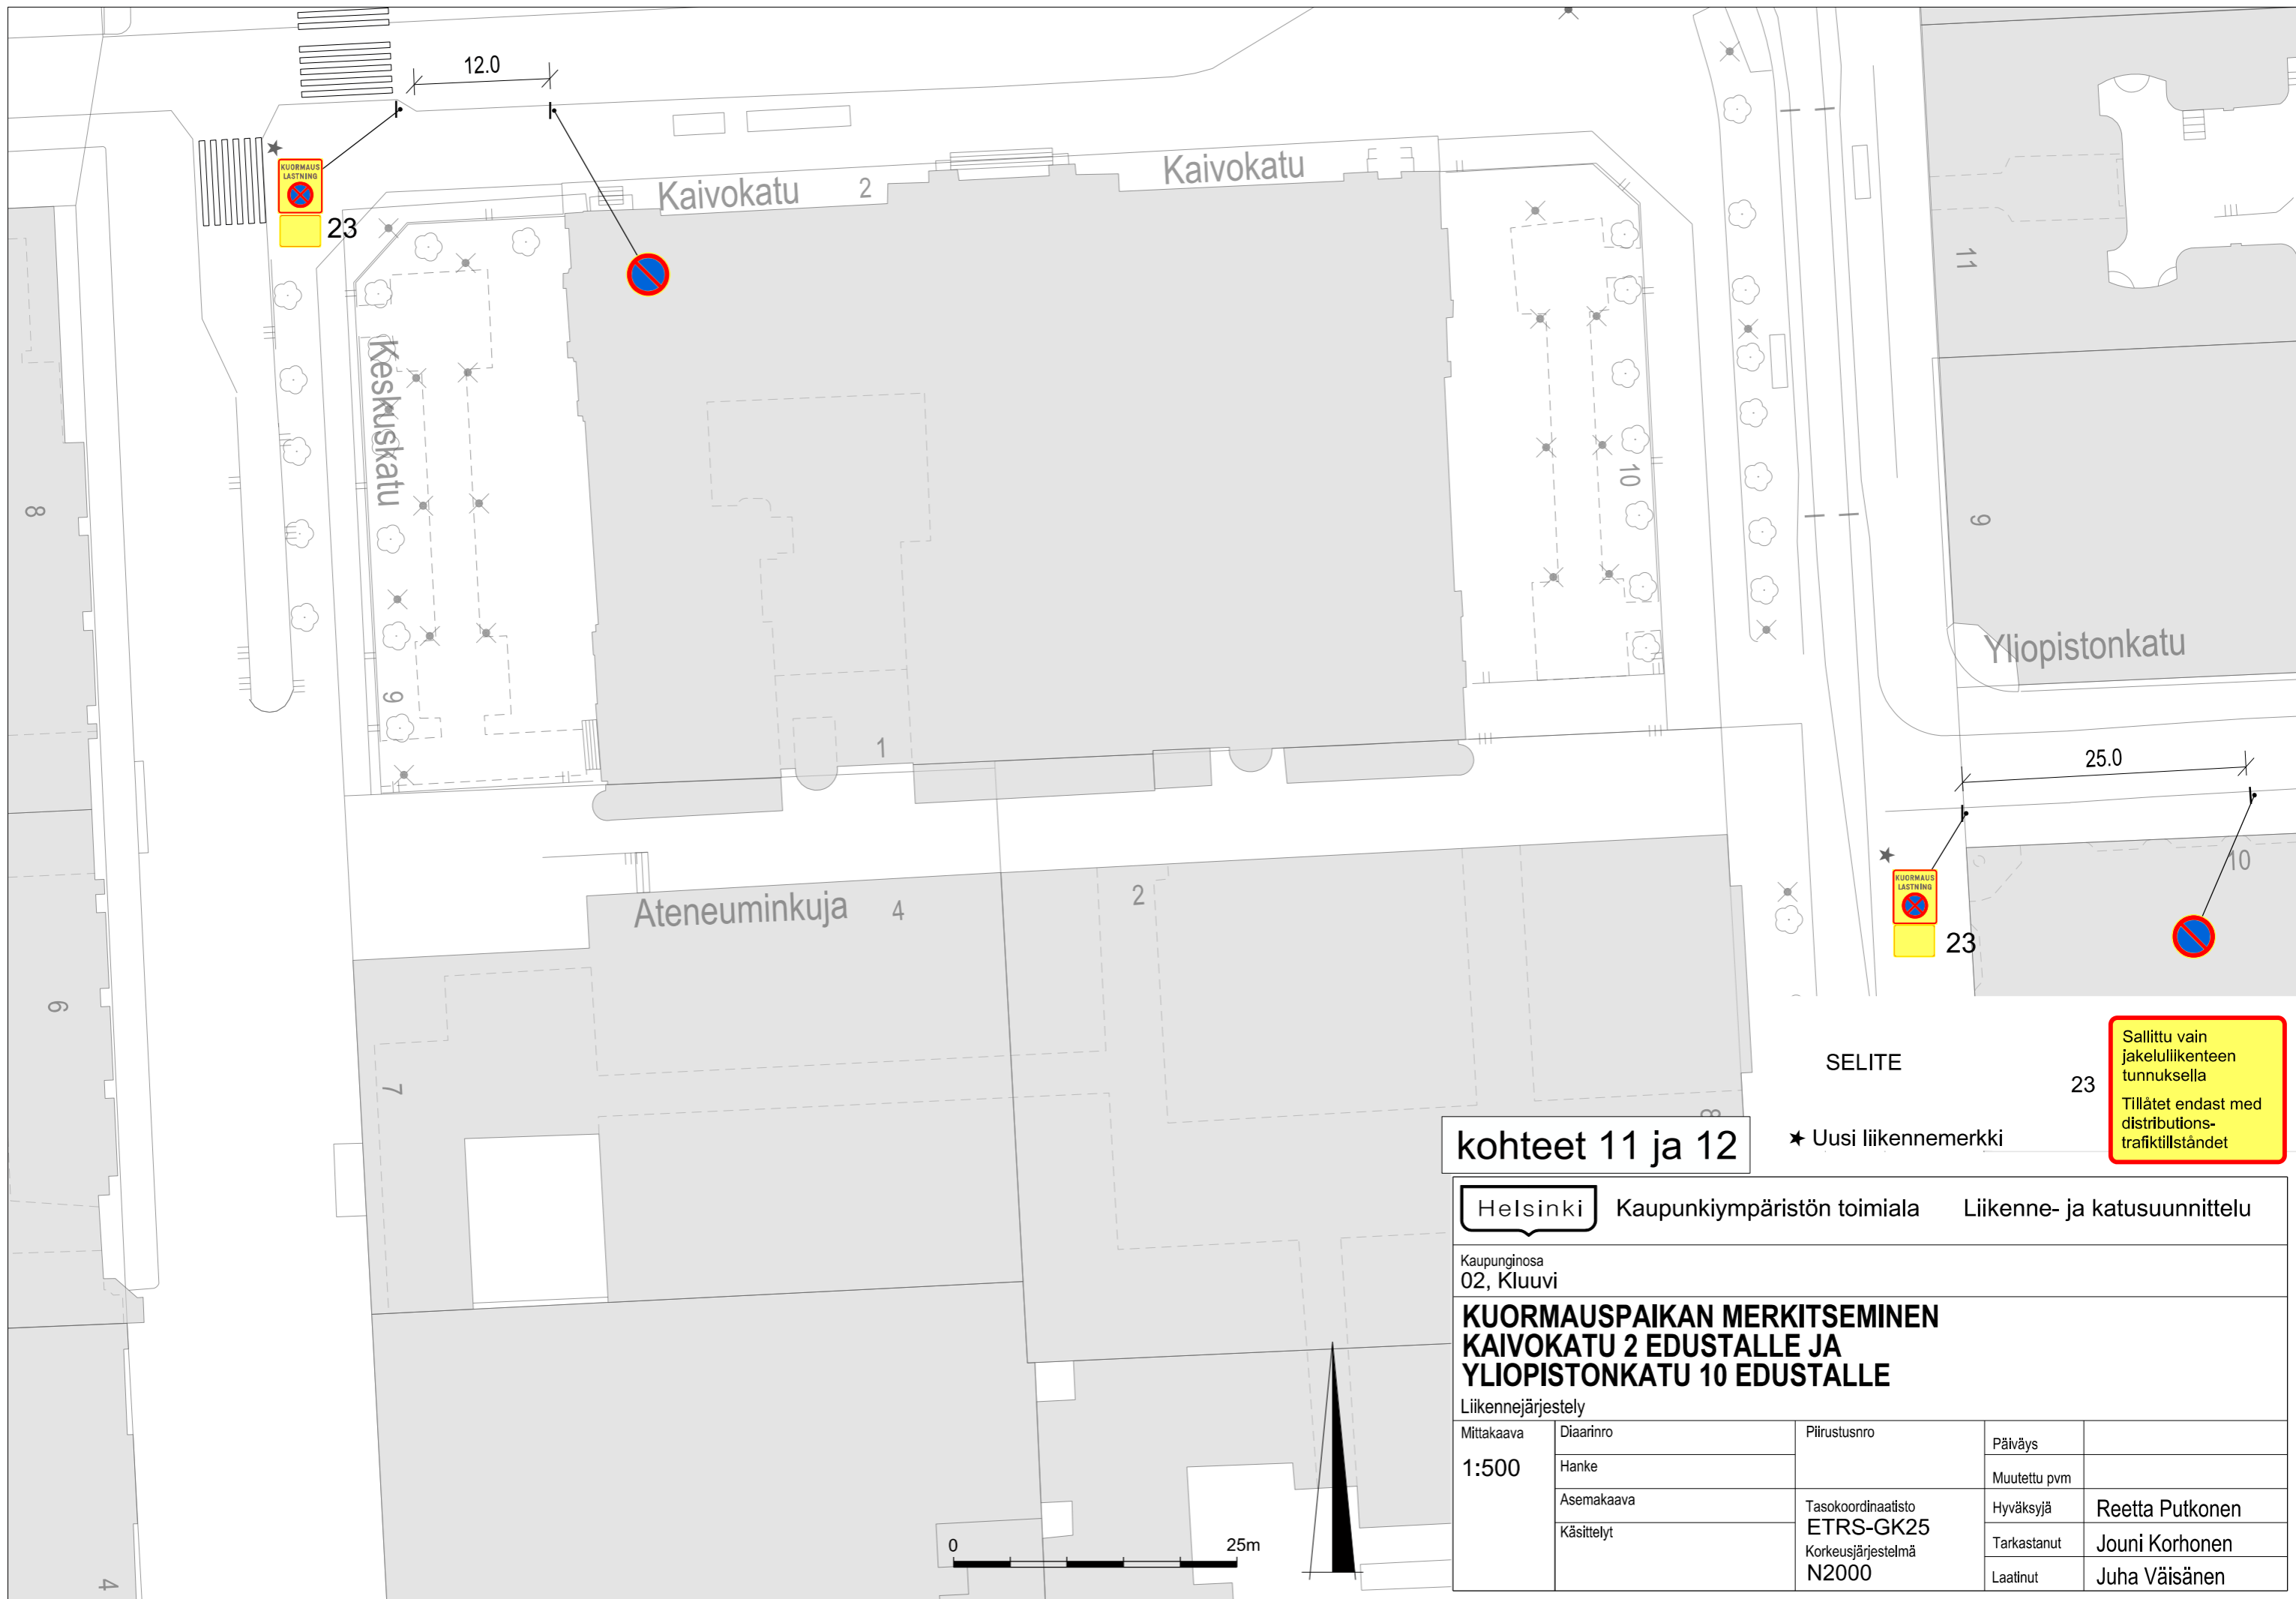 12.0
KUORMAUS
LASTNING
23
Kaivokatu
2
Kaivokatu
Keskuskatu
11
8
10
9
Yliopistonkatu
9
1
25.0
KUORMAUS
LASTNING
23
10
Ateneuminkuja
4
2
6
7
8
4
SELITE
23
Sallittu vain
jakeluliikenteen
tunnuksella
Tillåtet endast med
distributions-
trafiktillståndet
★ Uusi liikennemerkki
kohteet 11 ja 12
Helsinki
Kaupunkiympäristön toimiala
Liikenne- ja katusuunnittelu
Kaupunginosa
02, Kluuvi
KUORMAUSPAIKAN MERKITSEMINEN
KAIVOKATU 2 EDUSTALLE JA
YLIOPISTONKATU 10 EDUSTALLE
Liikennejärjestely
Mittakaava
1:500
Diaarinro
Hanke
Asemakaava
Käsittelyt
Piirustusnro
Tasokoordinaatisto
ETRS-GK25
Korkeusjärjestelmä
N2000
Päiväys
Muutettu pvm
Hyväksyjä Reetta Putkonen
Tarkastanut Jouni Korhonen
Laatinut Juha Väisänen
0
25m